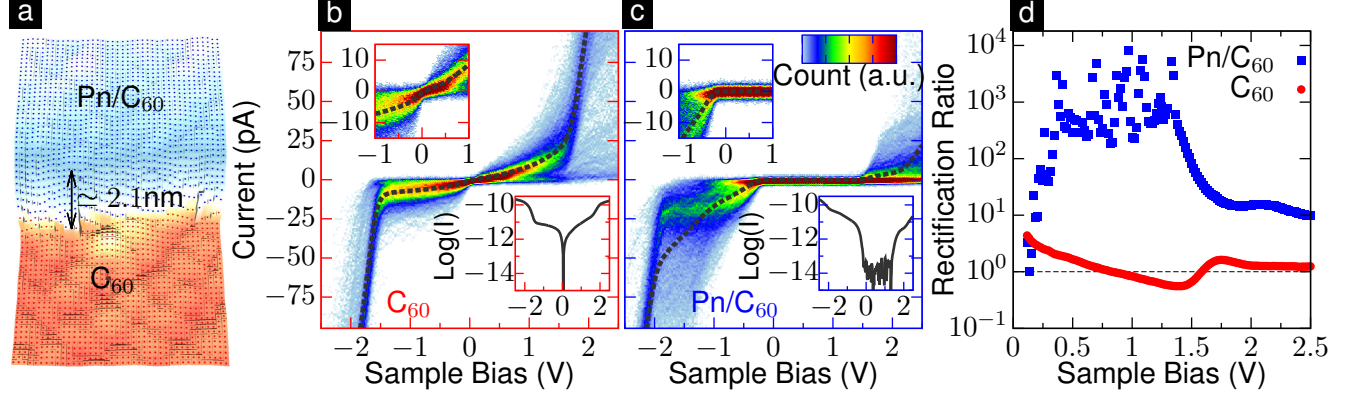 a
Pn/C60
≃ 2.1nm
C60
b
Current (pA)
75
50
25
0
−25
−50
−75
10
0
−10
−1 0 1
Log(I)
−10
−12
−14
−2 0 2
C60
−2 −1 0 1 2
Sample Bias (V)
c
10
0
−10
−1 0 1
Count (a.u.)
Log(I)
−10
−12
−14
−2 0 2
Pn/C60
−2 −1 0 1 2
Sample Bias (V)
d
Rectification Ratio
10^4
10^3
10^2
10^1
10^0
10^−1
Pn/C60
C60
0 0.5 1 1.5 2 2.5
Sample Bias (V)